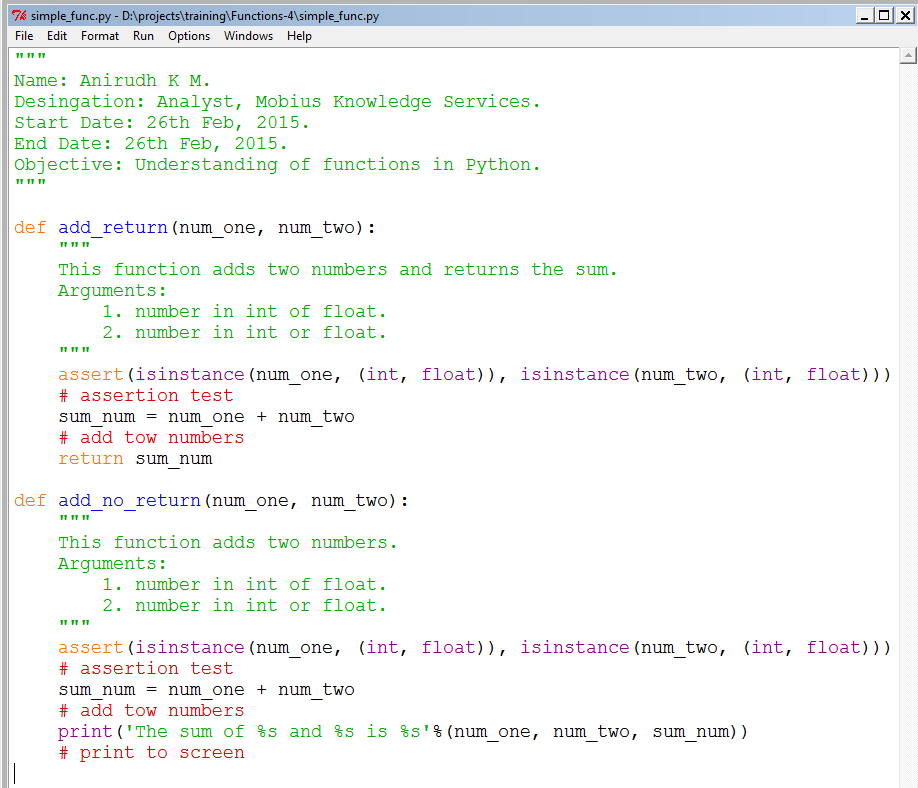 simple_func.py - D:\projects\training\Functions-4\simple_func.py
File Edit Format Run Options Windows Help
"""
Name: Anirudh K M.
Desingation: Analyst, Mobius Knowledge Services.
Start Date: 26th Feb, 2015.
End Date: 26th Feb, 2015.
Objective: Understanding of functions in Python.
"""

def add_return(num_one, num_two):
    """
    This function adds two numbers and returns the sum.
    Arguments:
        1. number in int of float.
        2. number in int or float.
    """
    assert(isinstance(num_one, (int, float)), isinstance(num_two, (int, float)))
    # assertion test
    sum_num = num_one + num_two
    # add tow numbers
    return sum_num

def add_no_return(num_one, num_two):
    """
    This function adds two numbers.
    Arguments:
        1. number in int of float.
        2. number in int or float.
    """
    assert(isinstance(num_one, (int, float)), isinstance(num_two, (int, float)))
    # assertion test
    sum_num = num_one + num_two
    # add tow numbers
    print('The sum of %s and %s is %s'%(num_one, num_two, sum_num))
    # print to screen